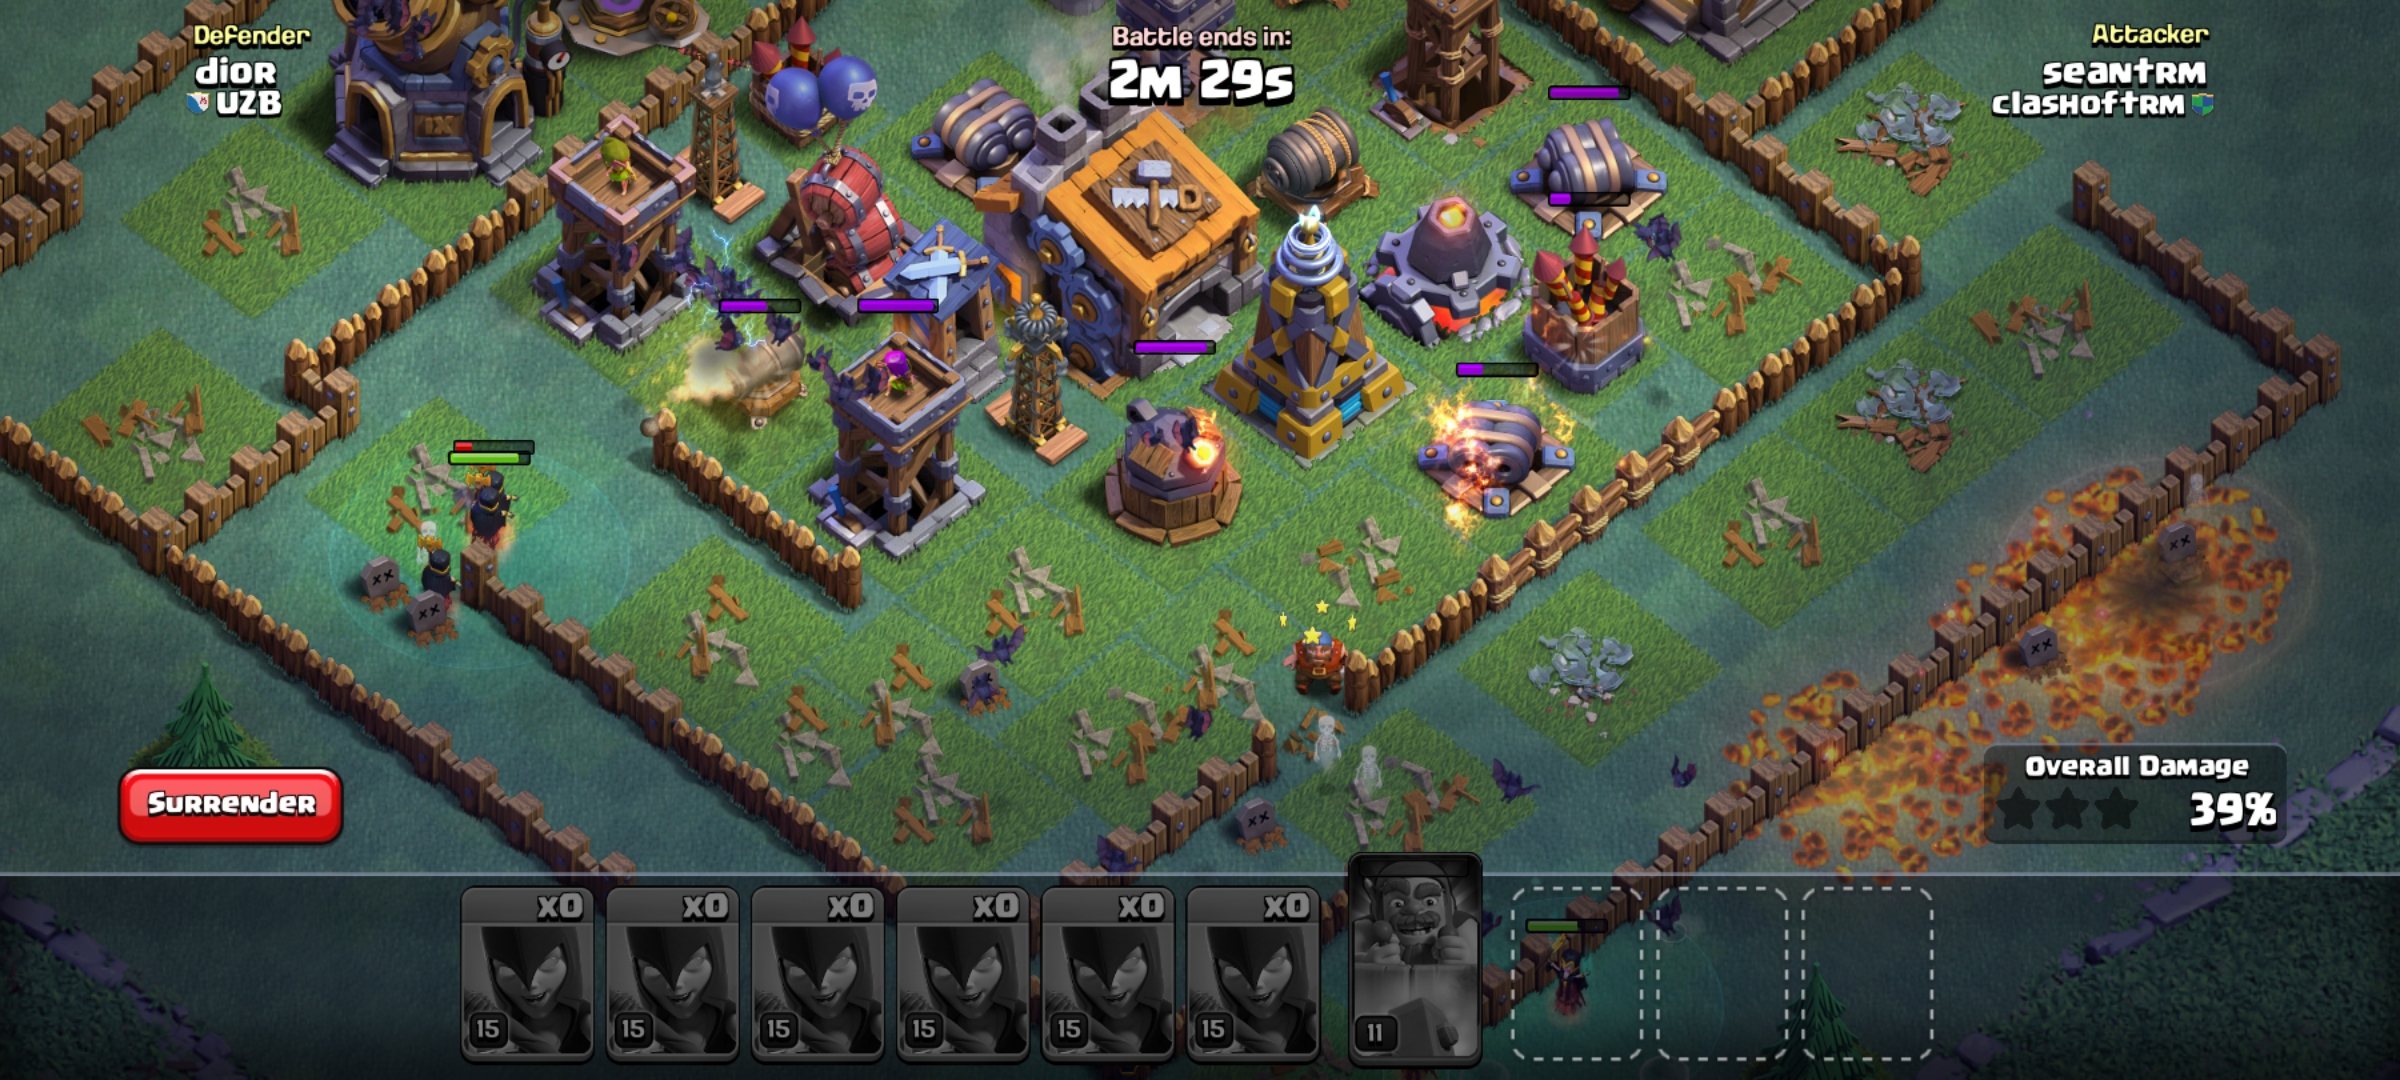 Defender
dior
UZB
Battle ends in:
2M 29S
Attacker
seantRM
clashoftRM
IX
Surrender
Overall Damage
39%
x0
x0
x0
x0
x0
x0
15
15
15
15
15
15
11